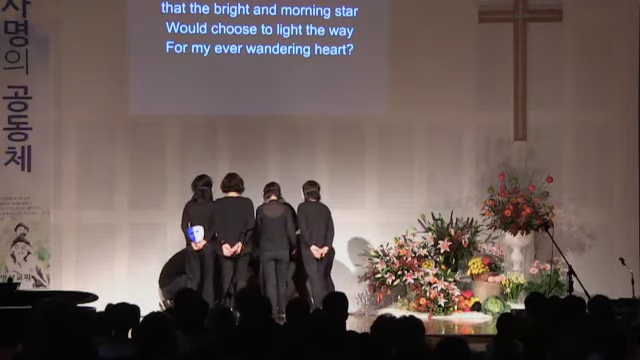 사명의 공동체
that the bright and morning star
Would choose to light the way
For my ever wandering heart?